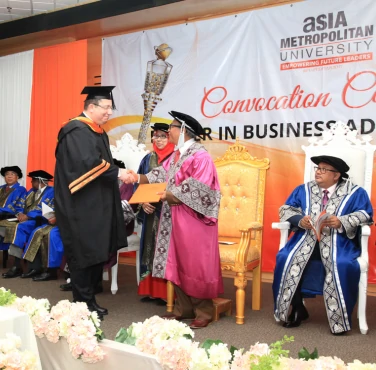 asia
METROPOLITAN
UNIVERSITY
EMPOWERING FUTURE LEADERS
Convocation
IN BUSINESS AD